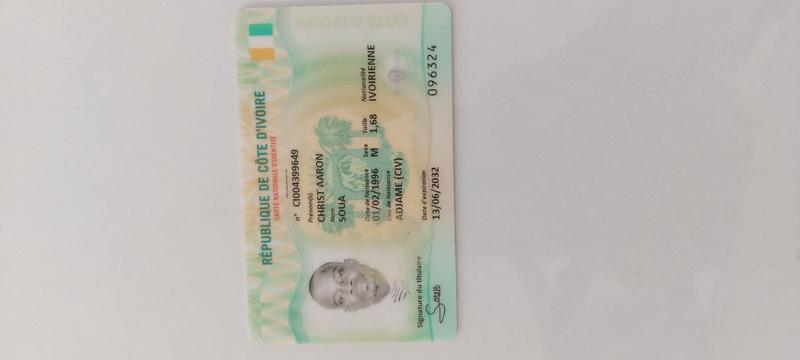 CÔTE D'IVOIRE
RÉPUBLIQUE DE CÔTE D'IVOIRE
CARTE NATIONALE D'IDENTITÉ
n° CI004399649
Prénom(s)
CHRIST AARON
Nom
SOUA
Date de Naissance Sexe Taille Nationalité
01/02/1996 M 1,68 IVOIRIENNE
Lieu de Naissance
ADJAME (CIV)
Date d'expiration
13/06/2032
096324
Signature du titulaire